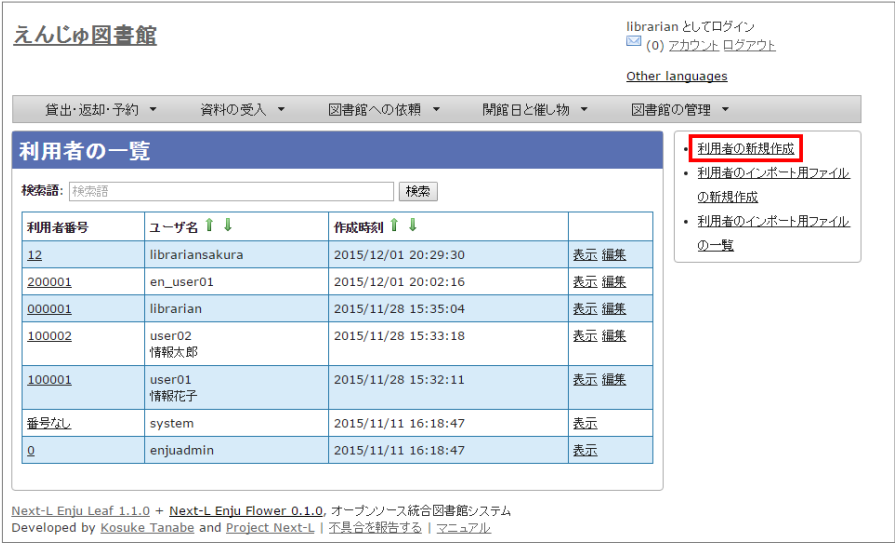 えんじゅ図書館
librarian としてログイン
(0) アカウント ログアウト
Other languages
貸出・返却・予約 ▼ 資料の受入 ▼ 図書館への依頼 ▼ 開館日と催し物 ▼ 図書館の管理 ▼
利用者の一覧
検索語: 検索語 検索
利用者番号 ユーザ名 ⬆ ⬇ 作成時刻 ⬆ ⬇
12 librariansakura 2015/12/01 20:29:30 表示 編集
200001 en_user01 2015/12/01 20:02:16 表示 編集
000001 librarian 2015/11/28 15:35:04 表示 編集
100002 user02 2015/11/28 15:33:18 表示 編集
情報太郎
100001 user01 2015/11/28 15:32:11 表示 編集
情報花子
番号なし system 2015/11/11 16:18:47 表示
0 enjuadmin 2015/11/11 16:18:47 表示
• 利用者の新規作成
• 利用者のインポート用ファイル
の新規作成
• 利用者のインポート用ファイル
の一覧
Next-L Enju Leaf 1.1.0 + Next-L Enju Flower 0.1.0, オープンソース統合図書館システム
Developed by Kosuke Tanabe and Project Next-L | 不具合を報告する | マニュアル